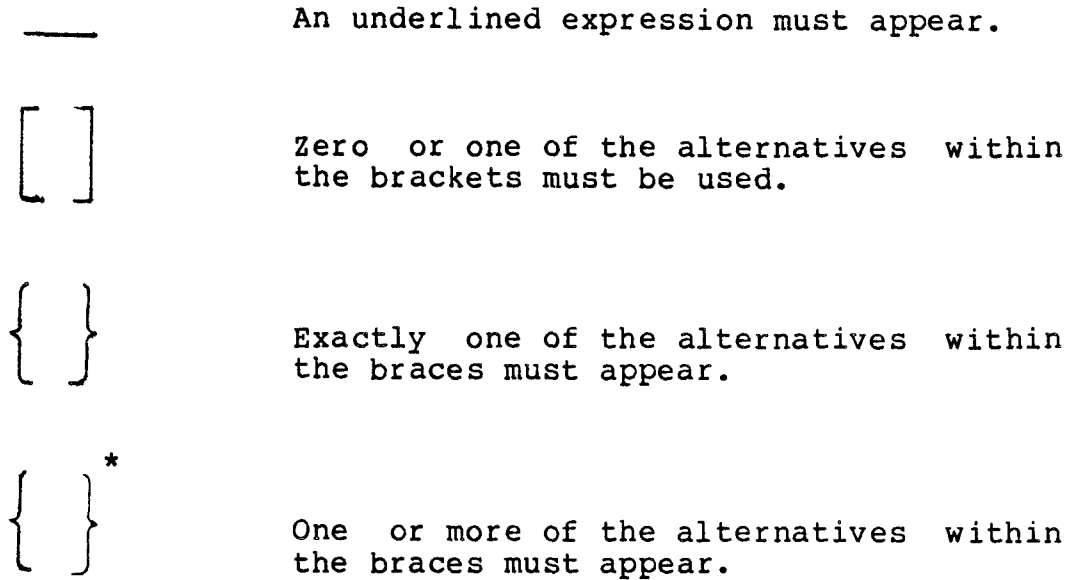 ___ An underlined expression must appear.
[ ] Zero or one of the alternatives within
the brackets must be used.
{ } Exactly one of the alternatives within
the braces must appear.
{ }* One or more of the alternatives within
the braces must appear.